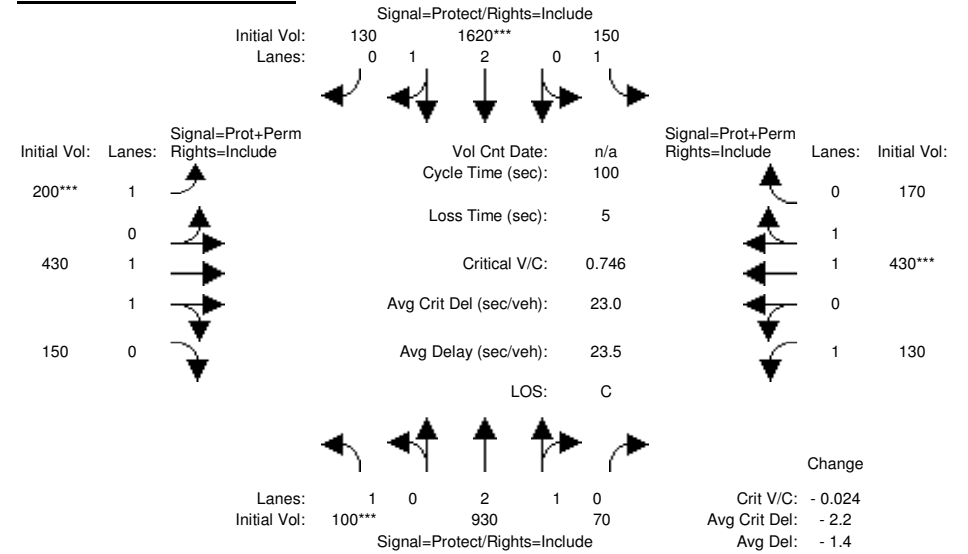 Signal=Protect/Rights=Include
Initial Vol: 130 1620*** 150
Lanes: 0 1 2 0 1
Signal=Prot+Perm
Initial Vol: Lanes: Rights=Include
Vol Cnt Date: n/a
Signal=Prot+Perm
Rights=Include Lanes: Initial Vol:
Cycle Time (sec): 100
200*** 1
0 170
Loss Time (sec): 5
0
1
430 1
Critical V/C: 0.746
1 430***
1
Avg Crit Del (sec/veh): 23.0
0
150 0
Avg Delay (sec/veh): 23.5
1 130
LOS: C
Lanes: 1 0 2 1 0
Initial Vol: 100*** 930 70
Signal=Protect/Rights=Include
Change
Crit V/C: - 0.024
Avg Crit Del: - 2.2
Avg Del: - 1.4